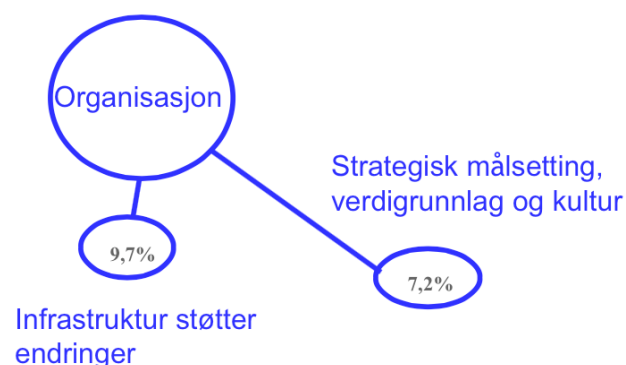 Organisasjon
Strategisk målsetting,
verdigrunnlag og kultur
9,7%
7,2%
Infrastruktur støtter
endringer